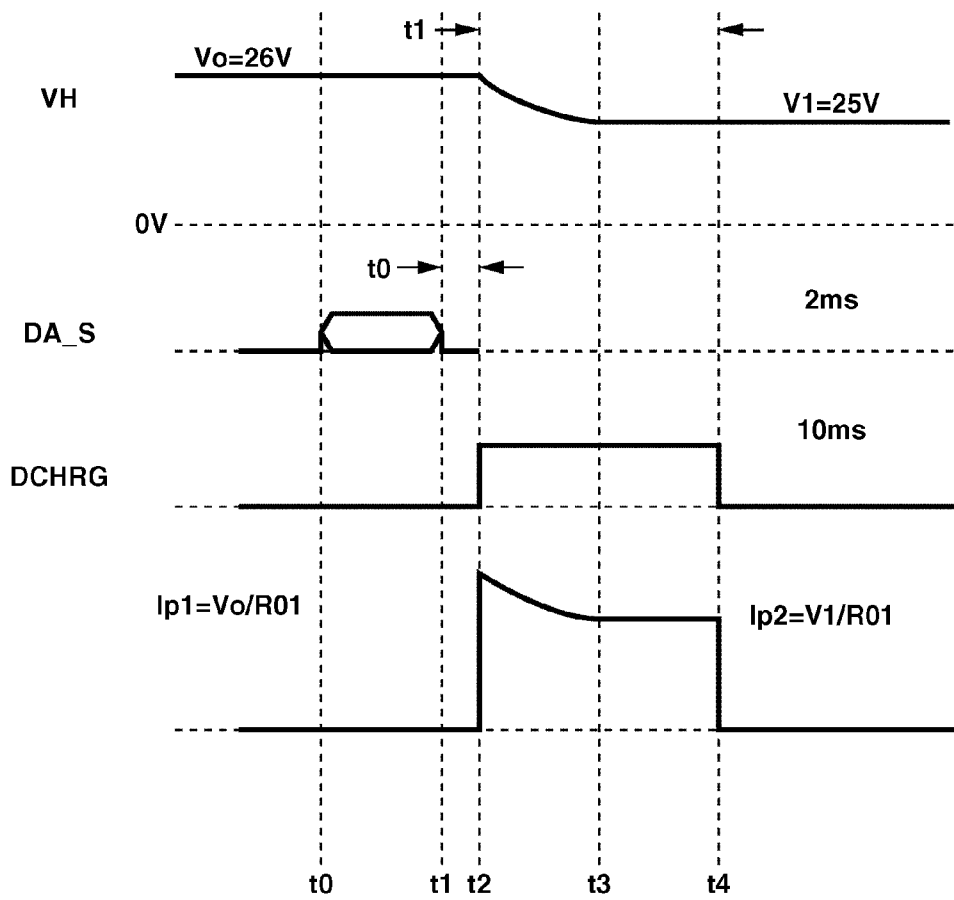 t1
Vo=26V
VH
V1=25V
0V
t0
2ms
DA_S
10ms
DCHRG
Ip1=Vo/R01
Ip2=V1/R01
t0 t1 t2 t3 t4